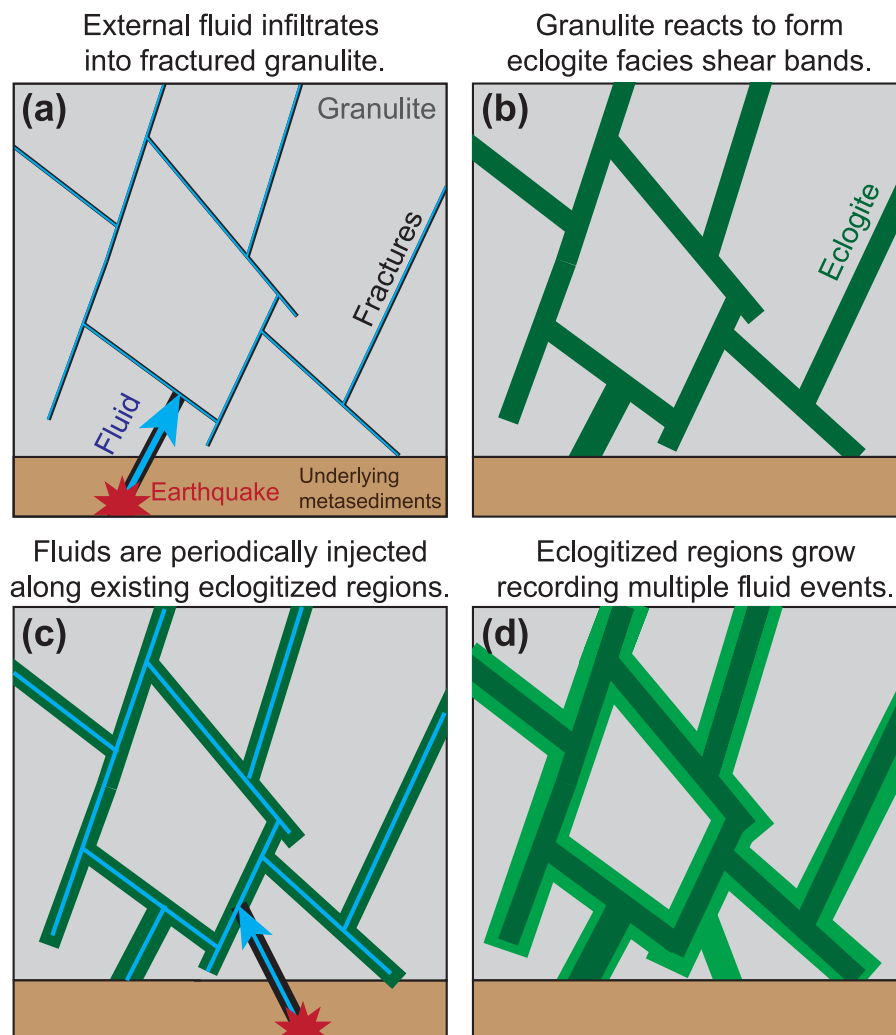 External fluid infiltrates
into fractured granulite.
(a)
Granulite
Fractures
Fluid
Earthquake
Underlying
metasediments
Granulite reacts to form
eclogite facies shear bands.
(b)
Eclogite
Fluids are periodically injected
along existing eclogitized regions.
(c)
Eclogitized regions grow
recording multiple fluid events.
(d)